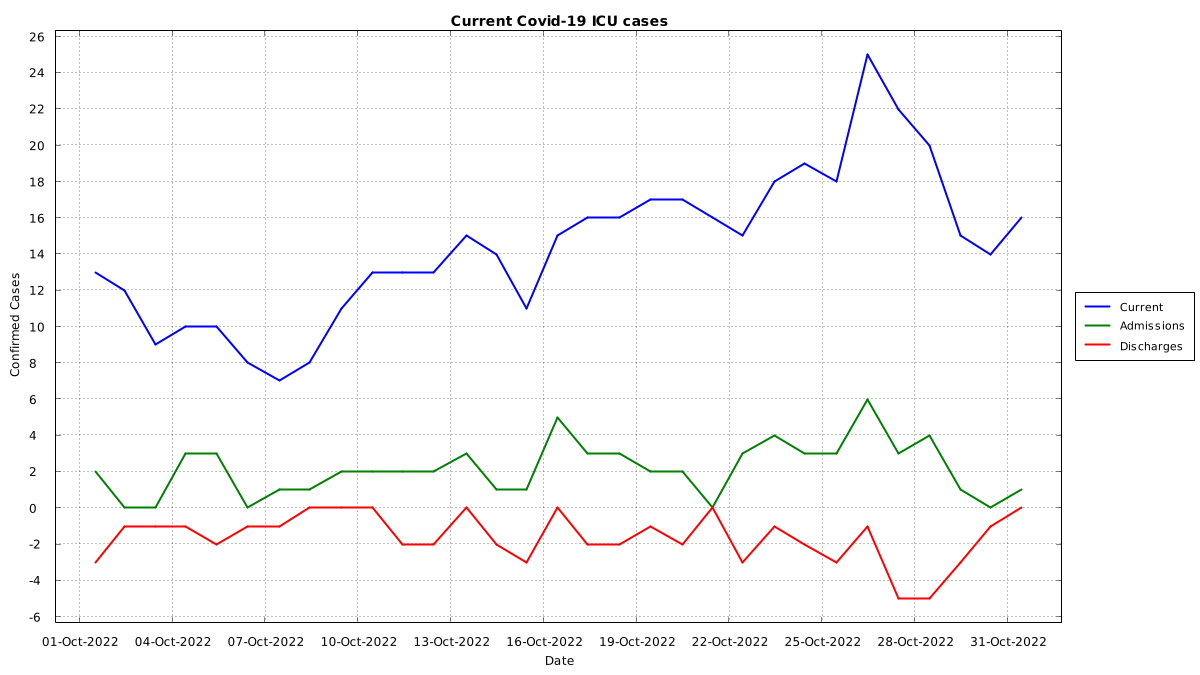 Current Covid-19 ICU cases
26
24
22
20
18
16
14
12
10
8
6
4
2
0
-2
-4
-6
Confirmed Cases
01-Oct-2022 04-Oct-2022 07-Oct-2022 10-Oct-2022 13-Oct-2022 16-Oct-2022 19-Oct-2022 22-Oct-2022 25-Oct-2022 28-Oct-2022 31-Oct-2022
Date
Current
Admissions
Discharges